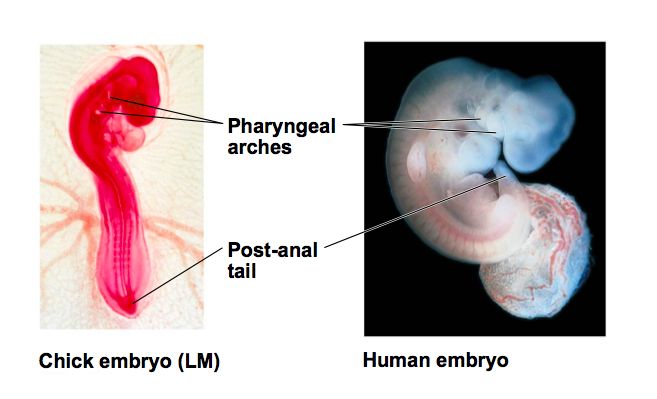 Pharyngeal
arches
Post-anal
tail
Chick embryo (LM)
Human embryo